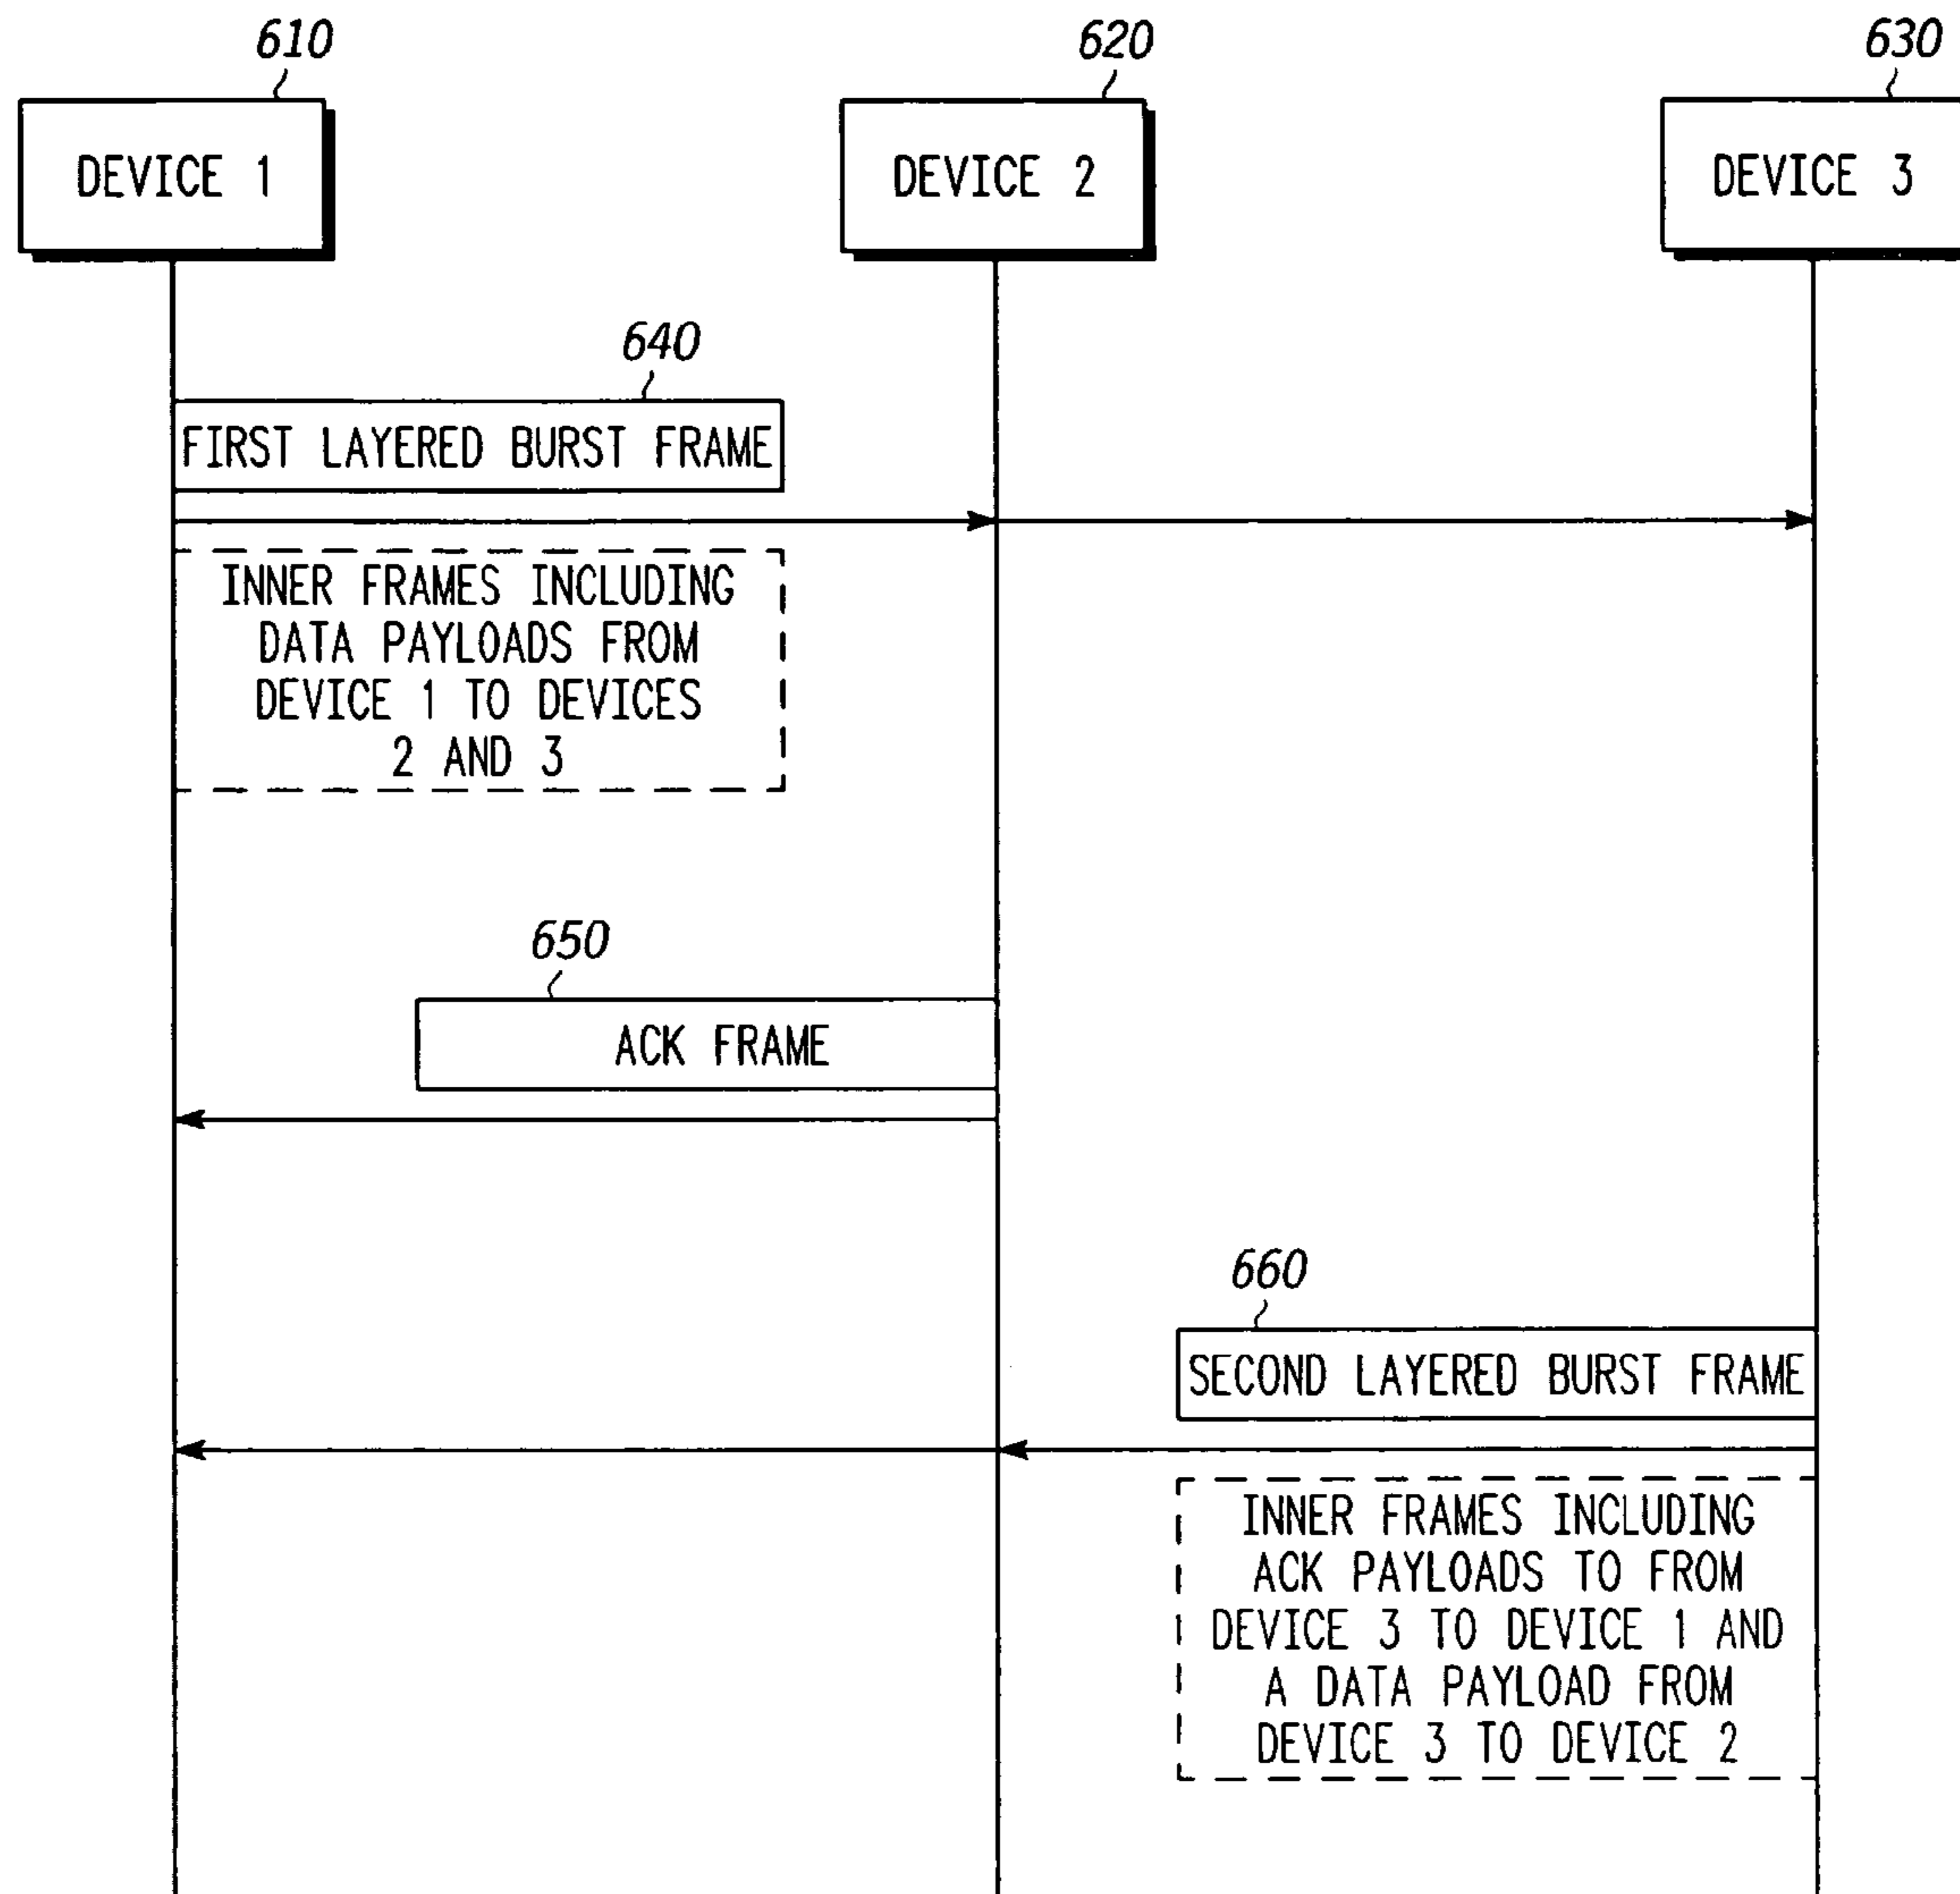 610
620
630
DEVICE 1
DEVICE 2
DEVICE 3
640
FIRST LAYERED BURST FRAME
INNER FRAMES INCLUDING
DATA PAYLOADS FROM
DEVICE 1 TO DEVICES
2 AND 3
650
ACK FRAME
660
SECOND LAYERED BURST FRAME
INNER FRAMES INCLUDING
ACK PAYLOADS TO FROM
DEVICE 3 TO DEVICE 1 AND
A DATA PAYLOAD FROM
DEVICE 3 TO DEVICE 2